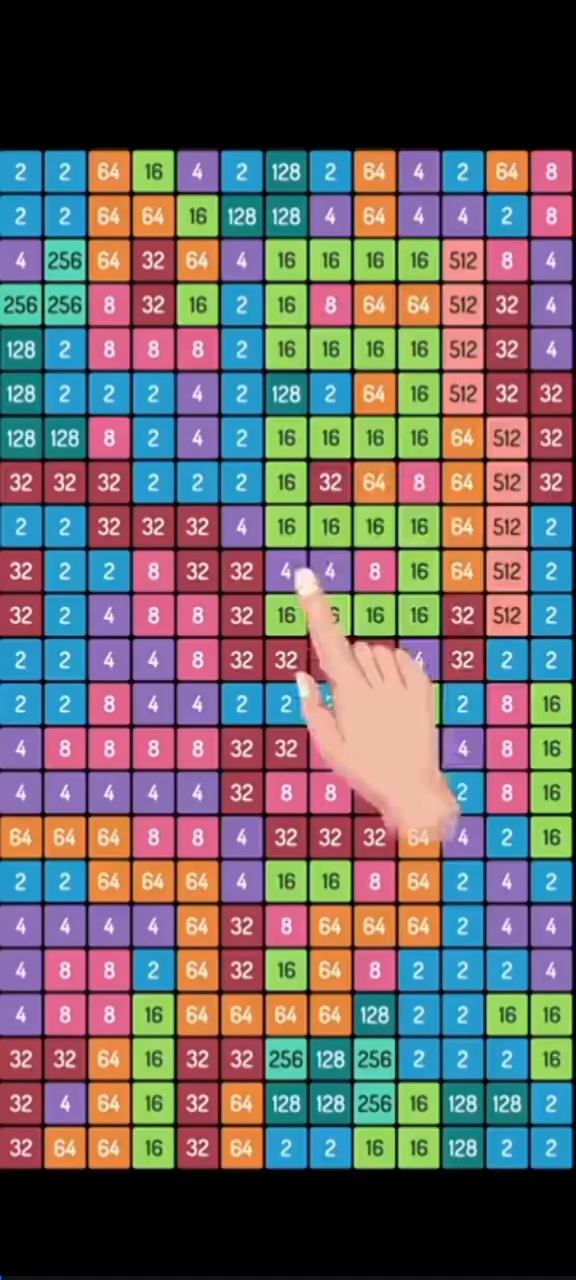 2 2 64 16 4 2 128 2 64 4 2 64 8
2 2 64 64 16 128 128 4 64 4 4 2 8
4 256 64 32 64 4 16 16 16 16 512 8 4
256 256 8 32 16 2 16 8 64 64 512 32 4
128 2 8 8 8 2 16 16 16 16 512 32 4
128 2 2 2 4 2 128 2 64 16 512 32 32
128 128 8 2 4 2 16 16 16 16 64 512 32
32 32 32 2 2 2 16 32 64 8 64 512 32
2 2 32 32 32 4 16 16 16 16 64 512 2
32 2 2 8 32 32 4 4 8 16 64 512 2
32 2 4 8 8 32 16 16 16 32 512 2
2 2 4 4 8 32 32 4 32 2 2
2 2 8 4 4 2 2 2 8 16
4 8 8 8 8 32 32 4 8 16
4 4 4 4 4 32 8 8 2 8 16
64 64 64 8 8 4 32 32 32 64 4 2 16
2 2 64 64 64 4 16 16 8 64 2 4 2
4 4 4 4 64 32 8 64 64 64 2 4 4
4 8 8 2 64 32 16 64 8 2 2 2 4
4 8 8 16 64 64 64 64 128 2 2 16 16
32 32 64 16 32 32 256 128 256 2 2 2 16
32 4 64 16 32 64 128 128 256 16 128 128 2
32 64 64 16 32 64 2 2 16 16 128 2 2